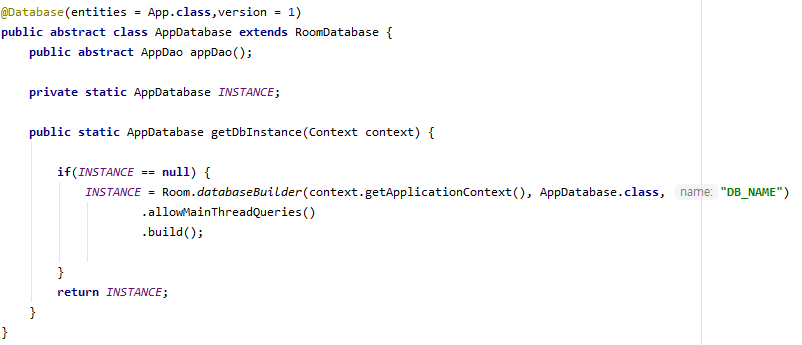 @Database(entities = App.class,version = 1)
public abstract class AppDatabase extends RoomDatabase {
    public abstract AppDao appDao();
    private static AppDatabase INSTANCE;
    public static AppDatabase getDbInstance(Context context) {
        if(INSTANCE == null) {
            INSTANCE = Room.databaseBuilder(context.getApplicationContext(), AppDatabase.class, name: "DB_NAME")
                    .allowMainThreadQueries()
                    .build();
        }
        return INSTANCE;
    }
}